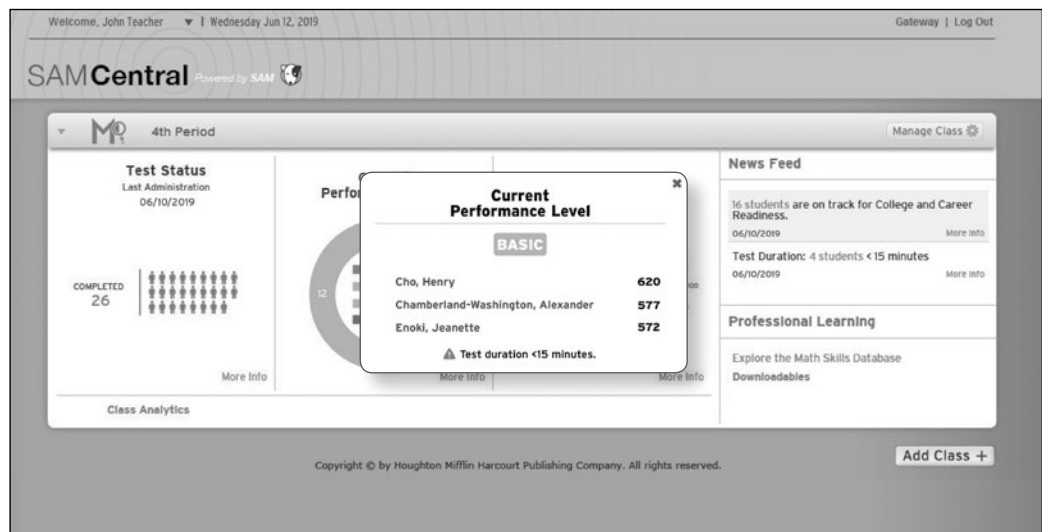 Welcome, John Teacher ▼ | Wednesday Jun 12, 2019
Gateway | Log Out
SAM Central Powered by SAM
4th Period
Manage Class
Test Status
Last Administration
06/10/2019
COMPLETED
26
More Info
12
More Info
More Info
Current
Performance Level
BASIC
Cho, Henry 620
Chamberland-Washington, Alexander 577
Enoki, Jeanette 572
Test duration <15 minutes.
News Feed
16 students are on track for College and Career
Readiness.
06/10/2019 More Info
Test Duration: 4 students <15 minutes
06/10/2019 More Info
Professional Learning
Explore the Math Skills Database
Downloadables
Class Analytics
Add Class +
Copyright © by Houghton Mifflin Harcourt Publishing Company. All rights reserved.